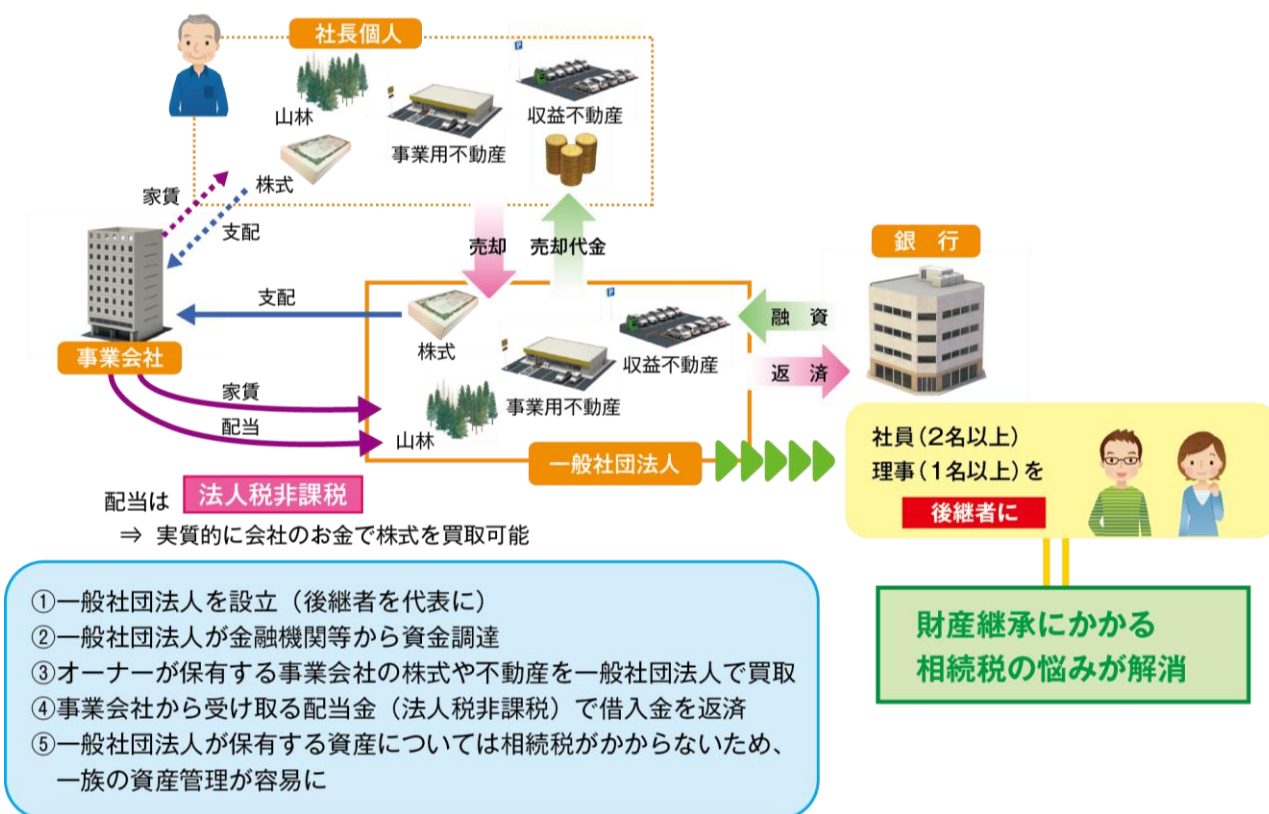 社長個人
山林
事業用不動産
収益不動産
株式
家賃
支配
売却
売却代金
銀　行
支配
融　資
返　済
株式
収益不動産
事業用不動産
山林
事業会社
家賃
配当
一般社団法人
社員（2名以上）
理事（1名以上）を
後継者に
配当は 法人税非課税
⇒ 実質的に会社のお金で株式を買取可能
①一般社団法人を設立（後継者を代表に）
②一般社団法人が金融機関等から資金調達
③オーナーが保有する事業会社の株式や不動産を一般社団法人で買取
④事業会社から受け取る配当金（法人税非課税）で借入金を返済
⑤一般社団法人が保有する資産については相続税がかからないため、
一族の資産管理が容易に
財産継承にかかる
相続税の悩みが解消
P
P